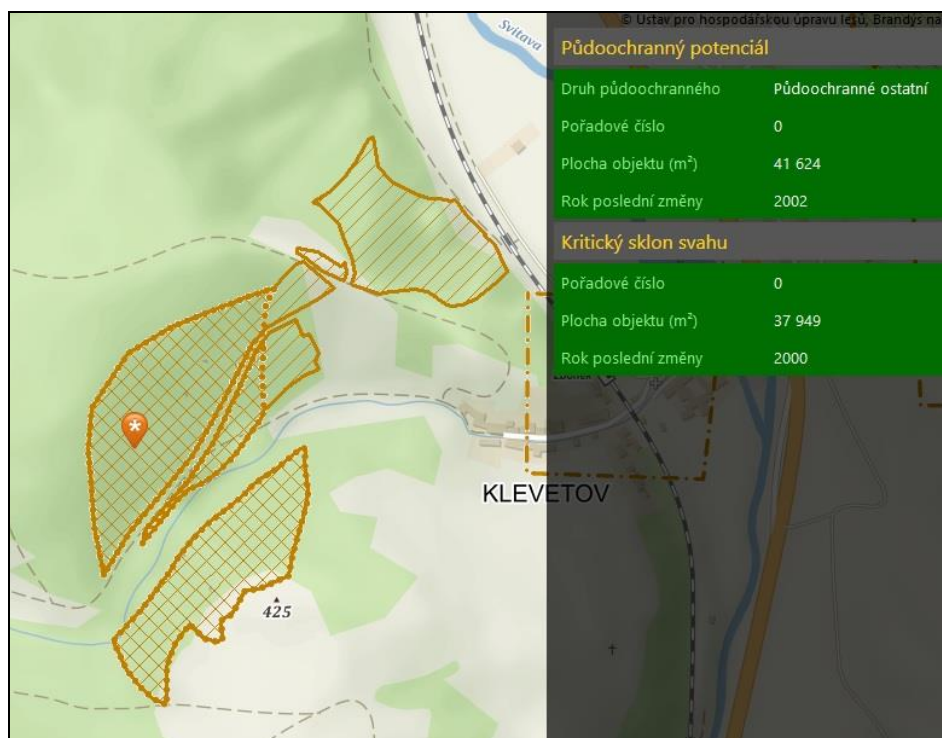 © Ústav pro hospodářskou úpravu lesů, Brandýs na
Svitava
Půdoochranný potenciál
Druh půdoochranného Půdoochranné ostatní
Pořadové číslo 0
Plocha objektu (m²) 41 624
Rok poslední změny 2002
Kritický sklon svahu
Pořadové číslo 0
Plocha objektu (m²) 37 949
Rok poslední změny 2000
KLEVETOV
425